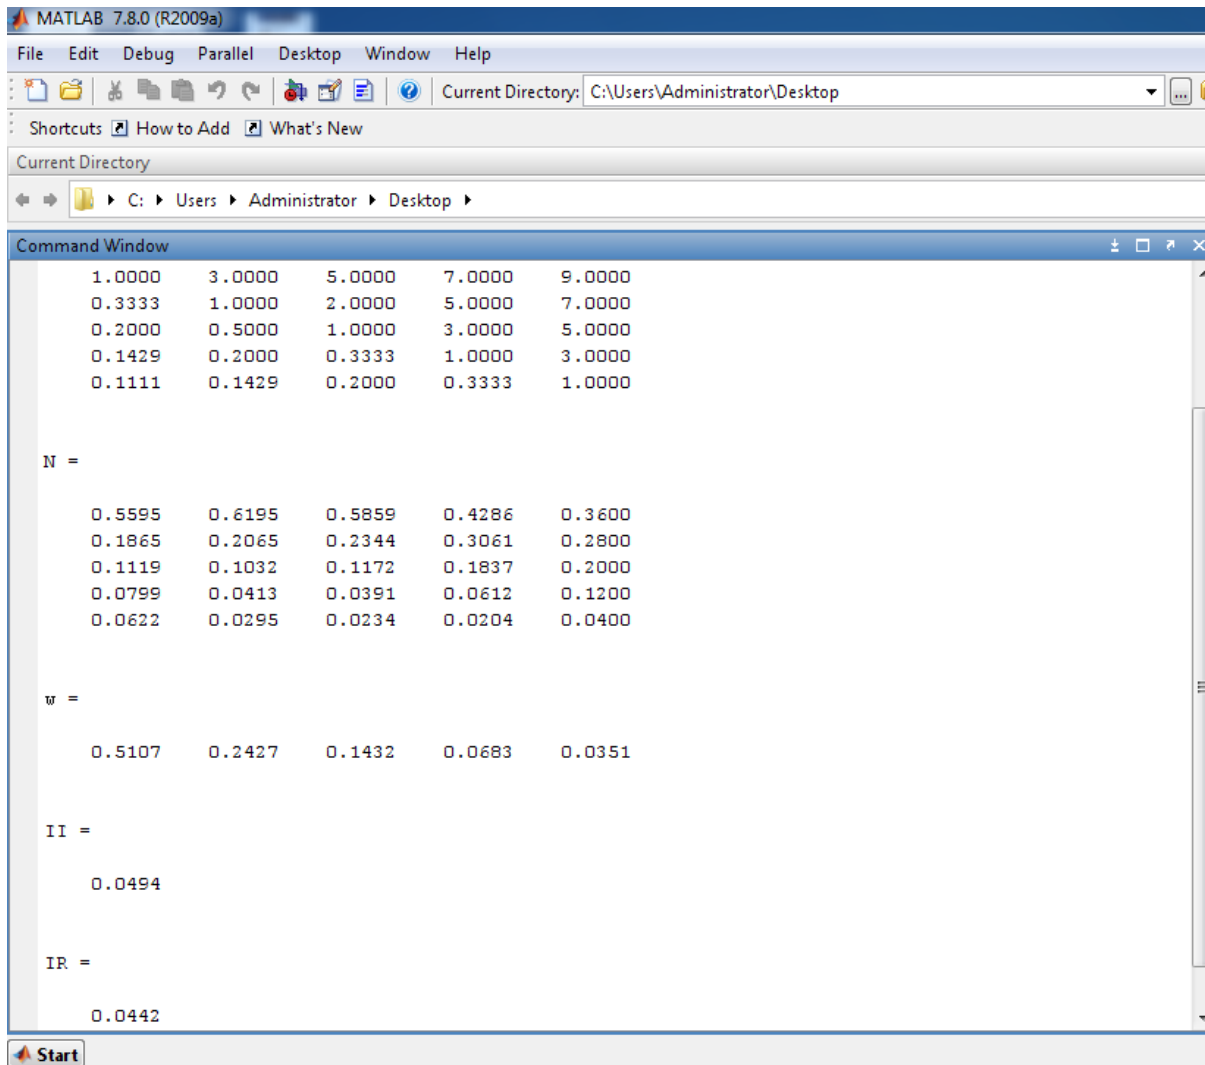 MATLAB 7.8.0 (R2009a)
File Edit Debug Parallel Desktop Window Help
Current Directory: C:\Users\Administrator\Desktop ...
Shortcuts How to Add What's New
Current Directory
C: Users Administrator Desktop
Command Window
1.0000 3.0000 5.0000 7.0000 9.0000
0.3333 1.0000 2.0000 5.0000 7.0000
0.2000 0.5000 1.0000 3.0000 5.0000
0.1429 0.2000 0.3333 1.0000 3.0000
0.1111 0.1429 0.2000 0.3333 1.0000
N =
0.5595 0.6195 0.5859 0.4286 0.3600
0.1865 0.2065 0.2344 0.3061 0.2800
0.1119 0.1032 0.1172 0.1837 0.2000
0.0799 0.0413 0.0391 0.0612 0.1200
0.0622 0.0295 0.0234 0.0204 0.0400
w =
0.5107 0.2427 0.1432 0.0683 0.0351
II =
0.0494
IR =
0.0442
Start